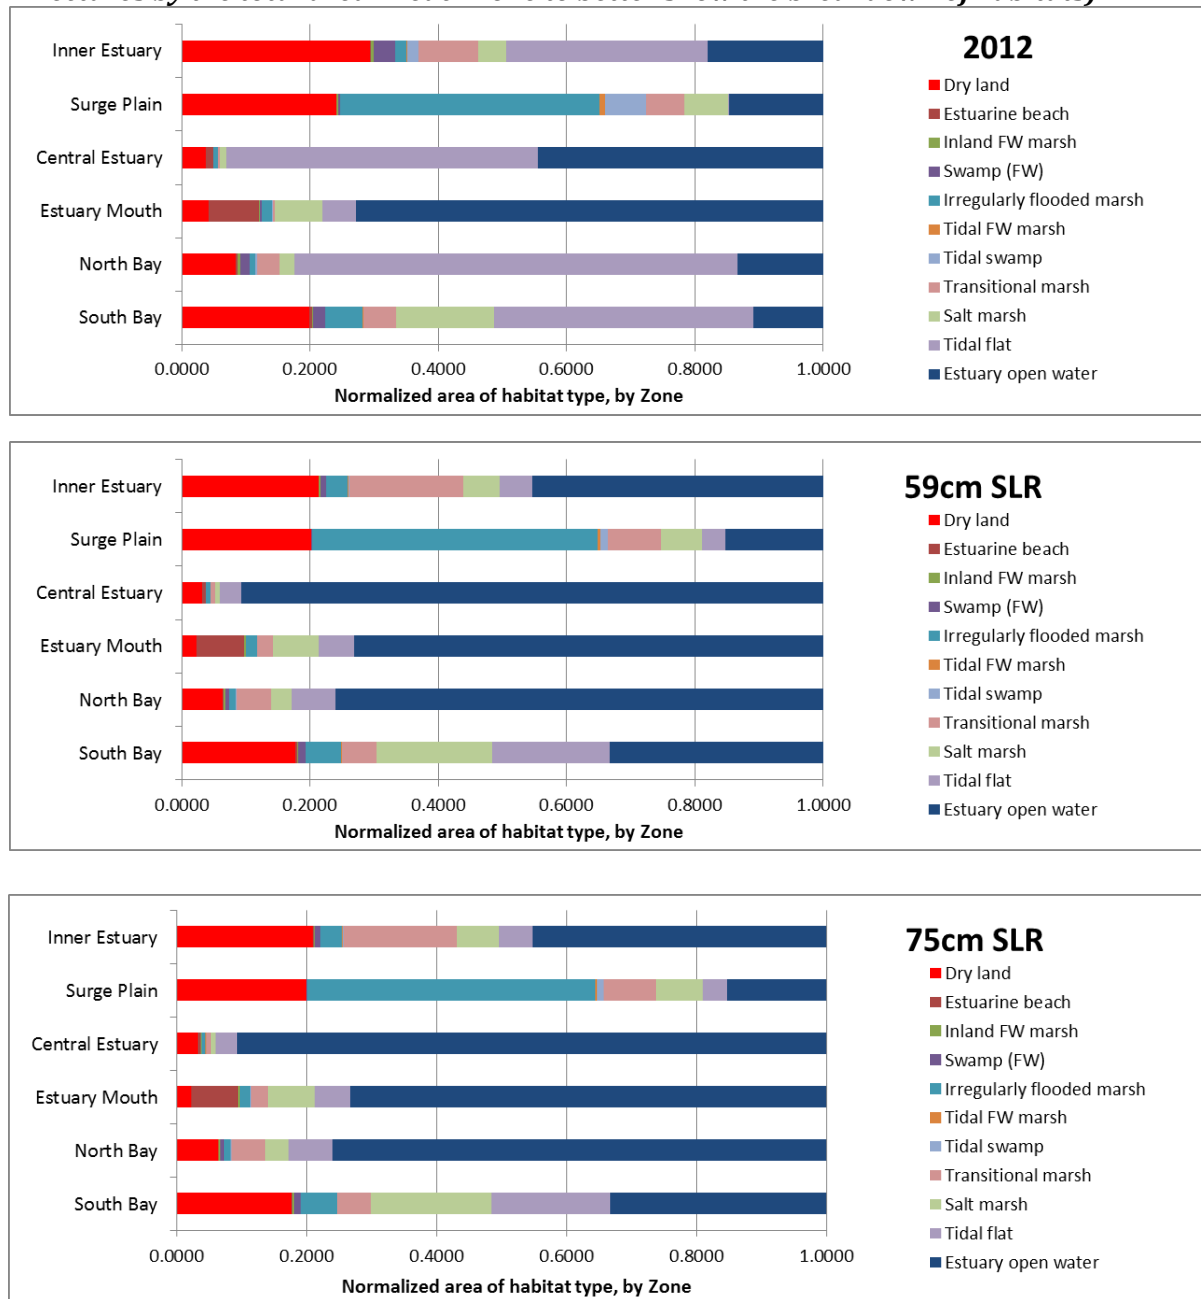 2012
Inner Estuary
Surge Plain
Central Estuary
Estuary Mouth
North Bay
South Bay
0.0000 0.2000 0.4000 0.6000 0.8000 1.0000
Normalized area of habitat type, by Zone
Dry land
Estuarine beach
Inland FW marsh
Swamp (FW)
Irregularly flooded marsh
Tidal FW marsh
Tidal swamp
Transitional marsh
Salt marsh
Tidal flat
Estuary open water
59cm SLR
Inner Estuary
Surge Plain
Central Estuary
Estuary Mouth
North Bay
South Bay
0.0000 0.2000 0.4000 0.6000 0.8000 1.0000
Normalized area of habitat type, by Zone
Dry land
Estuarine beach
Inland FW marsh
Swamp (FW)
Irregularly flooded marsh
Tidal FW marsh
Tidal swamp
Transitional marsh
Salt marsh
Tidal flat
Estuary open water
75cm SLR
Inner Estuary
Surge Plain
Central Estuary
Estuary Mouth
North Bay
South Bay
0.0000 0.2000 0.4000 0.6000 0.8000 1.0000
Normalized area of habitat type, by Zone
Dry land
Estuarine beach
Inland FW marsh
Swamp (FW)
Irregularly flooded marsh
Tidal FW marsh
Tidal swamp
Transitional marsh
Salt marsh
Tidal flat
Estuary open water